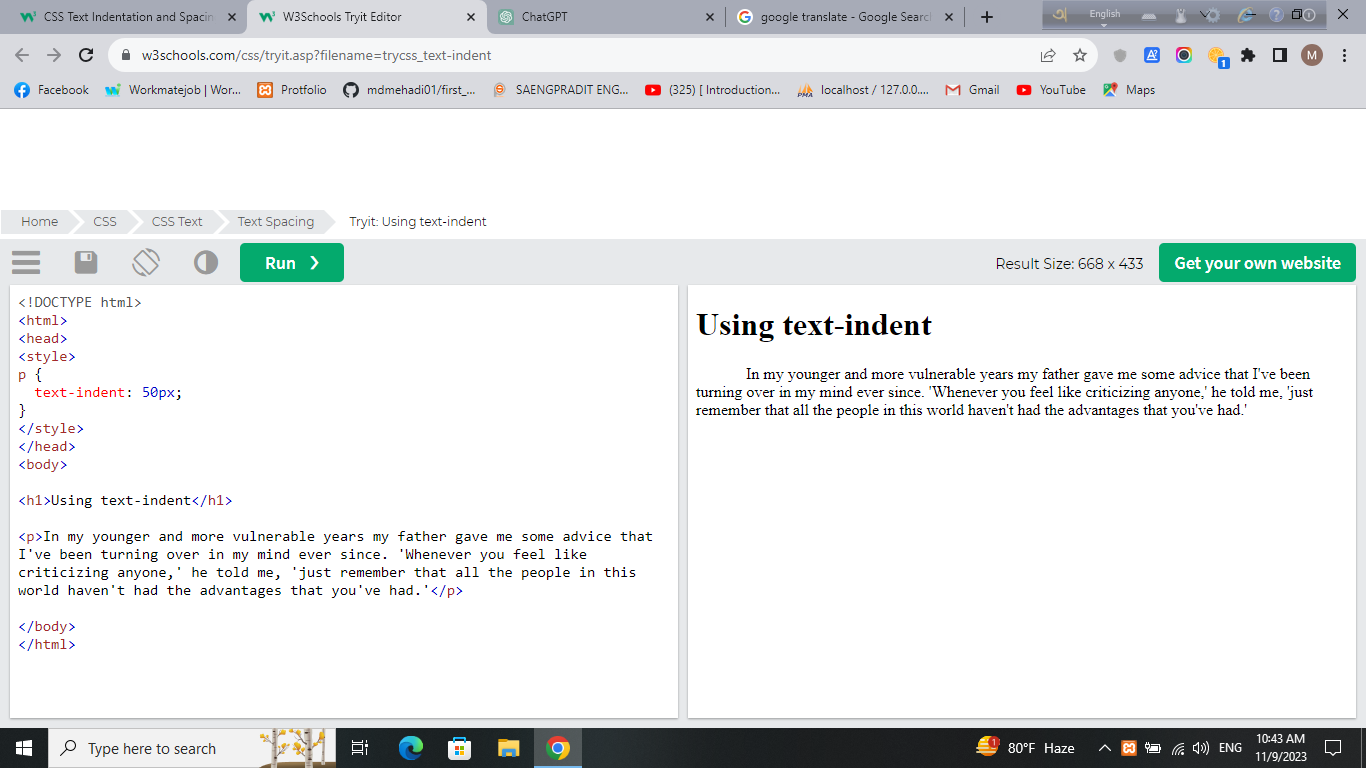 CSS Text Indentation and Spacin
W3Schools Tryit Editor
ChatGPT
google translate - Google Searc
English
w3schools.com/css/tryit.asp?filename=trycss_text-indent
1
M
Facebook
Workmatejob | Wor...
Protfolio
mdmehadi01/first_...
SAENGPRADIT ENG...
(325) [ Introduction...
localhost / 127.0.0....
Gmail
YouTube
Maps
Home
CSS
CSS Text
Text Spacing
Tryit: Using text-indent
Run ❯
Result Size: 668 x 433
Get your own website
<!DOCTYPE html>
<html>
<head>
<style>
p {
  text-indent: 50px;
}
</style>
</head>
<body>
<h1>Using text-indent</h1>
<p>In my younger and more vulnerable years my father gave me some advice that
I've been turning over in my mind ever since. 'Whenever you feel like
criticizing anyone,' he told me, 'just remember that all the people in this
world haven't had the advantages that you've had.'</p>
</body>
</html>
Using text-indent
In my younger and more vulnerable years my father gave me some advice that I've been
turning over in my mind ever since. 'Whenever you feel like criticizing anyone,' he told me, 'just
remember that all the people in this world haven't had the advantages that you've had.'
Type here to search
1
80°F Haze
ENG
10:43 AM
11/9/2023